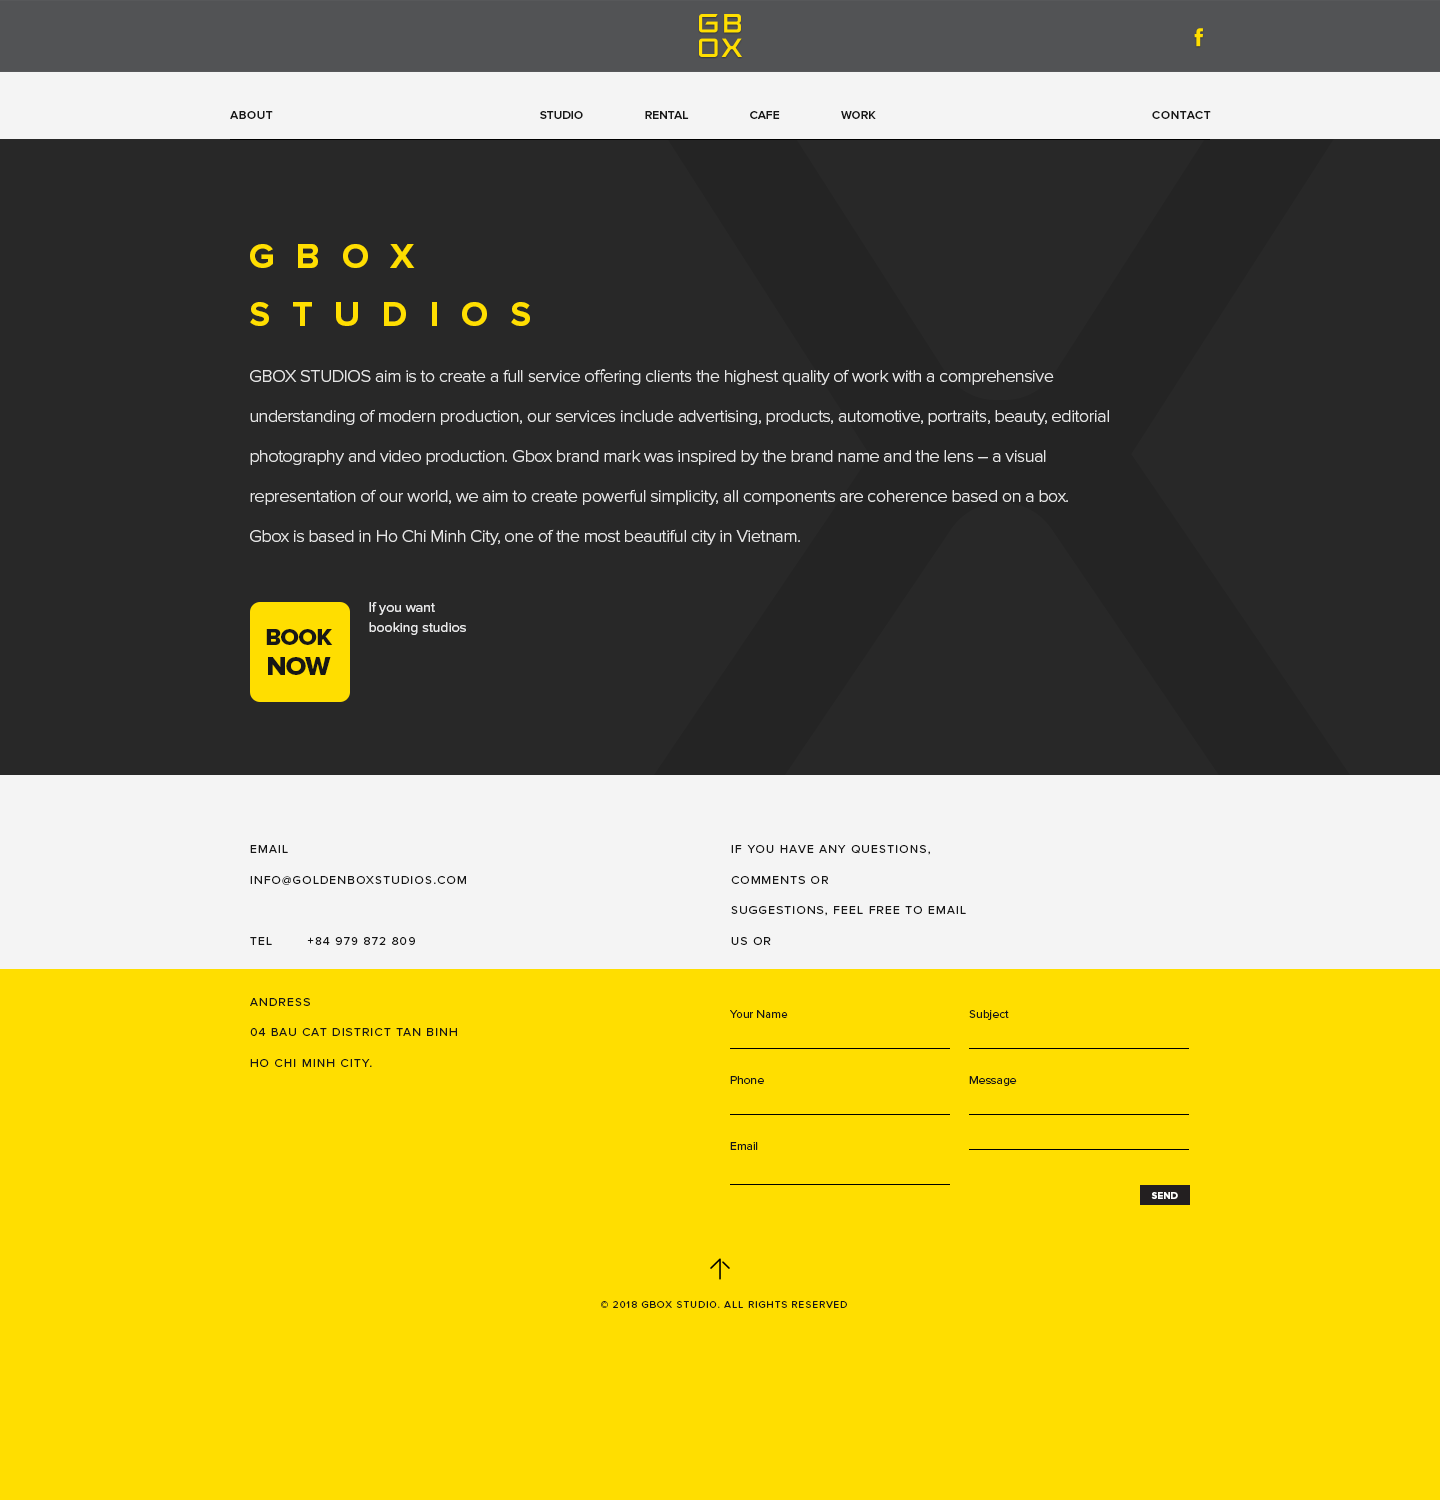 GB
OX
f
ABOUT STUDIO RENTAL CAFE WORK CONTACT
GBOX
STUDIOS
GBOX STUDIOS aim is to create a full service offering clients the highest quality of work with a comprehensive
understanding of modern production, our services include advertising, products, automotive, portraits, beauty, editorial
photography and video production. Gbox brand mark was inspired by the brand name and the lens – a visual
representation of our world, we aim to create powerful simplicity, all components are coherence based on a box.
Gbox is based in Ho Chi Minh City, one of the most beautiful city in Vietnam.
BOOK
NOW
If you want
booking studios
EMAIL
INFO@GOLDENBOXSTUDIOS.COM
TEL +84 979 872 809
ANDRESS
04 BAU CAT DISTRICT TAN BINH
HO CHI MINH CITY.
IF YOU HAVE ANY QUESTIONS,
COMMENTS OR
SUGGESTIONS, FEEL FREE TO EMAIL
US OR
Your Name
Subject
Phone
Message
Email
SEND
© 2018 GBOX STUDIO. ALL RIGHTS RESERVED